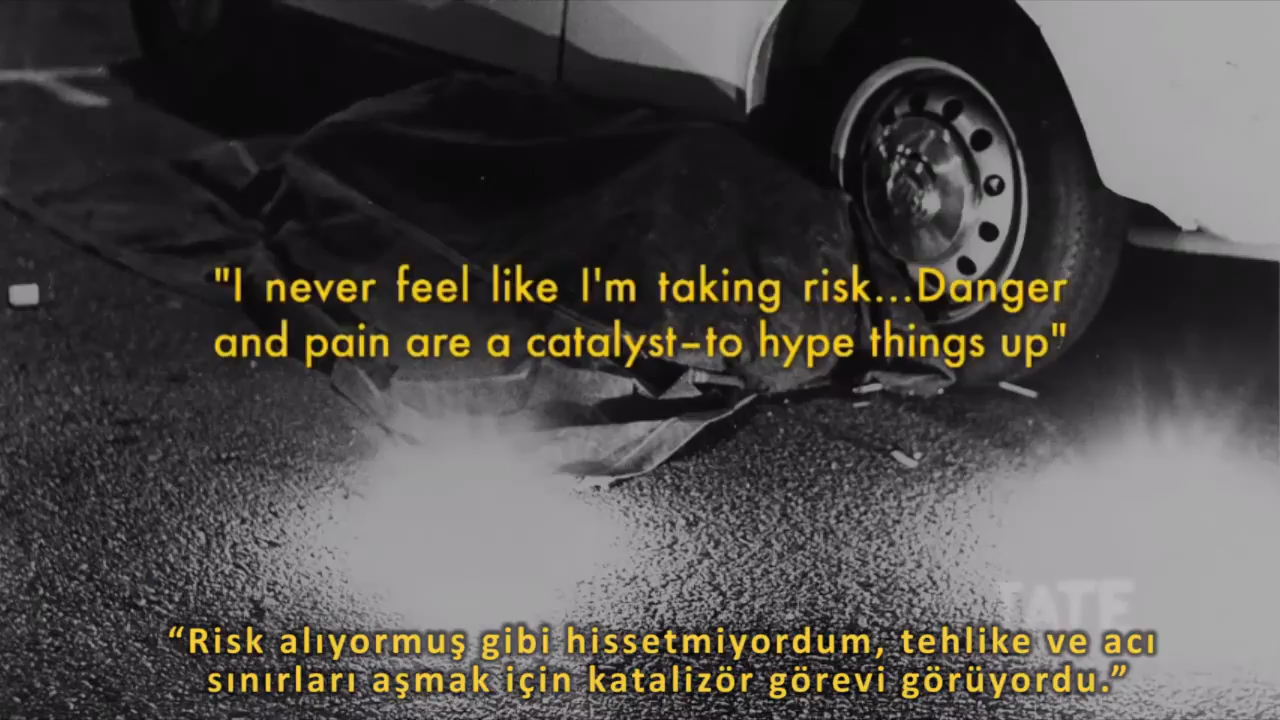 "I never feel like I'm taking risk...Danger
and pain are a catalyst–to hype things up"
TATE
“Risk alıyormuş gibi hissetmiyordum, tehlike ve acı
sınırları aşmak için katalizör görevi görüyordu.”